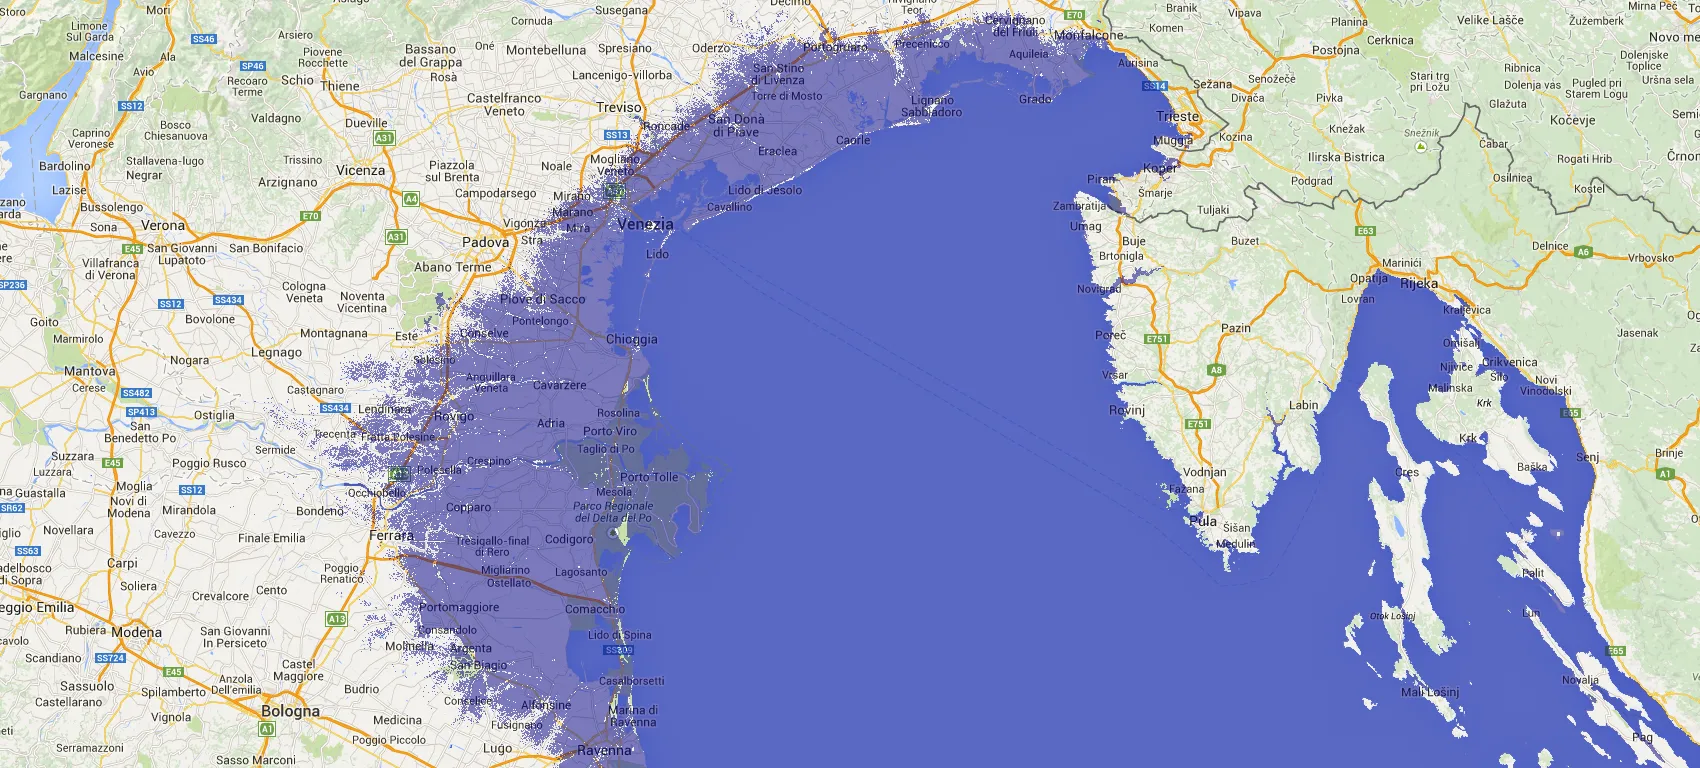 Storo
Limone
Sul Garda
Malcesine
Gargnano
SS46
Ala
Avio
Arsiero
Piovene
Rocchette
Schio
Thiene
SP46
Recoaro
Terme
Bassano
del Grappa
Rosà
Oné
Cornuda
Montebelluna
Susegana
Spresiano
Lancenigo-villorba
Oderzo
Decimo
Portogruaro
Precenicco
Cervignano
del Friuli
E70
Monfalcone
Aquileia
Aurisina
Branik
Komen
Vipava
Planina
Postojna
Cerknica
Velike Lašče
Žužemberk
Mirna Peč
Novo me
Dolenjske
Toplice
Ribnica
Dolenja vas
Pugled pri
Starem Logu
Uršna sela
Stari trg
pri Ložu
Glažuta
Kočevje
Senožeče
Sežana
Divača
Pivka
Knežak
Snežnik
Ilirska Bistrica
Podgrad
Čabar
Osilnica
Rogati Hrib
Kostel
Delnice
Vrbovsko
A6
SS12
Caprino
Veronese
Bosco
Chiesanuova
Valdagno
Dueville
A31
Castelfranco
Veneto
Treviso
SS13
Roncade
San Stino
di Livenza
Torre di Mosto
San Donà
di Piave
Eraclea
Caorle
Lignano
Sabbiadoro
Grado
SS14
Trieste
Muggia
Kozina
Koper
Piran
Šmarje
Tuljaki
Bardolino
Lazise
Stallavena-lugo
Negrar
Trissino
Arzignano
Vicenza
Piazzola
sul Brenta
Noale
Mogliano
Veneto
Campodarsego
Mirano
Marano
Mira
Vigonza
Stra
Venezia
Lido
Cavallino
Lido di Jesolo
A4
E70
A31
Padova
Abano Terme
Bussolengo
Sona
Verona
E45
San Giovanni
Lupatoto
San Bonifacio
Villafranca
di Verona
SP236
SS12
SS434
Cologna
Veneta
Noventa
Vicentina
Bovolone
Montagnana
Este
Goito
Marmirolo
Mantova
Cerese
Nogara
Legnago
Castagnaro
SS482
SP413
SS434
San
Benedetto Po
Ostiglia
Piove di Sacco
Pontelongo
Conselve
Chioggia
Solesino
Anguillara
Veneta
Cavarzere
Lendinara
Rovigo
Adria
Rosolina
Porto Viro
Taglio di Po
Trecenta
Fratta Polesine
Crespino
Polesella
Porto Tolle
Mesola
Parco Regionale
del Delta del Po
Occhiobello
Sermide
Suzzara
Luzzara
Guastalla
E45
Poggio Rusco
Moglia
Novi di
Modena
SS12
Mirandola
SR62
Novellara
Cavezzo
Bondeno
Finale Emilia
Copparo
Ferrara
Tresigallo-final
di Rero
Codigoro
Migliarino
Ostellato
Lagosanto
SS63
Carpi
Soliera
Crevalcore
Cento
Poggio
Renatico
A13
Portomaggiore
Comacchio
Lido di Spina
SS309
Consandolo
Molinella
Argenta
San Biagio
Casalborsetti
Conselice
Alfonsine
Fusignano
Marina di
Ravenna
Lugo
Ravenna
Rubiera
Modena
San Giovanni
In Persiceto
Scandiano
SS724
E45
Castel
Maggiore
Sassuolo
Castellarano
Spilamberto
Anzola
Dell'emilia
Budrio
Vignola
Bologna
A1
Medicina
Poggio Piccolo
Serramazzoni
Sasso Marconi
Zambratija
Umag
Buje
Buzet
Brtonigla
Novigrad
Poreč
E751
Pazin
A8
Vrsar
Rovinj
Labin
E751
Vodnjan
Fažana
Pula
Šišan
Medulin
E63
Marinići
Opatija
Rijeka
Lovran
Kraljevica
Omišalj
Njivice
Crikvenica
Šilo
Malinska
Novi
Vinodolski
Jasenak
Krk
Krk
E65
Cres
Baška
Senj
Brinje
A1
Palit
Lun
Otok Lošinj
E65
Novalja
Mali Lošinj
Pag